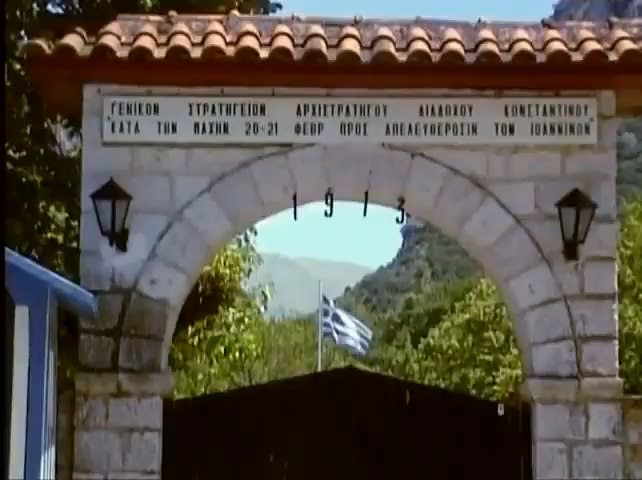 ΓΕΝΙΚΟΝ ΣΤΡΑΤΗΓΕΙΟΝ ΑΡΧΙΣΤΡΑΤΗΓΟΥ ΔΙΑΔΟΧΟΥ ΚΩΝΣΤΑΝΤΙΝΟΥ
ΚΑΤΑ ΤΗΝ ΜΑΧΗΝ 20-21 ΦΕΒΡ ΠΡΟΣ ΑΠΕΛΕΥΘΕΡΩΣΙΝ ΤΩΝ ΙΩΑΝΝΙΝΩΝ
1913